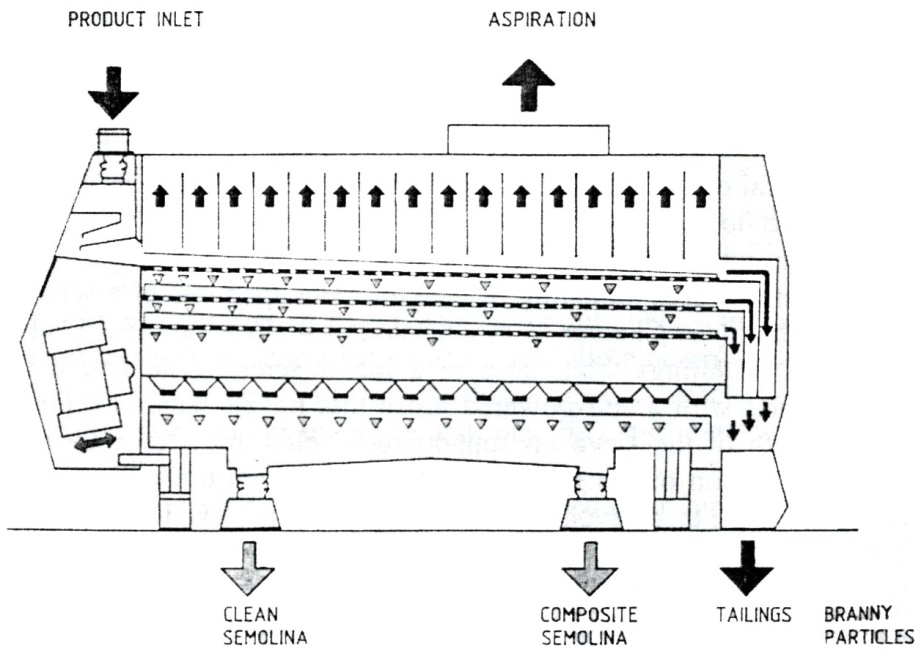 PRODUCT INLET
ASPIRATION
CLEAN
SEMOLINA
COMPOSITE
SEMOLINA
TAILINGS
BRANNY
PARTICLES